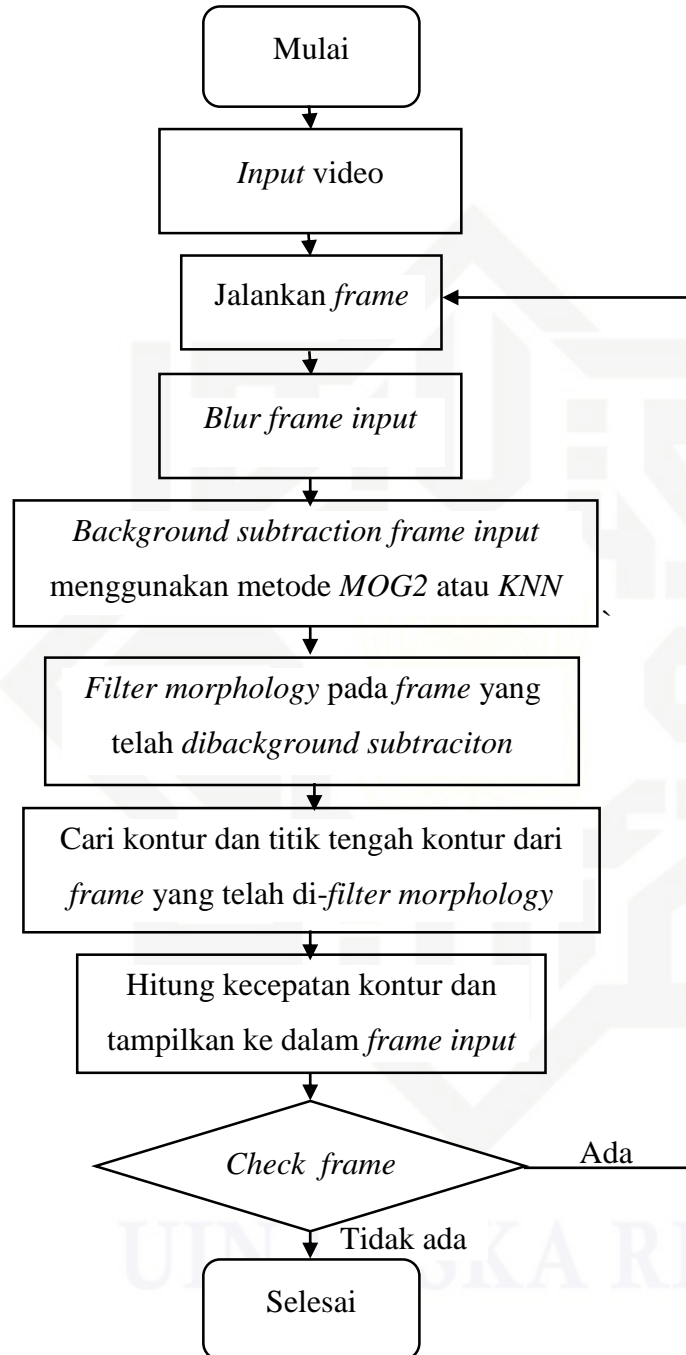 Mulai
Input video
Jalankan frame
Blur frame input
Background subtraction frame input
menggunakan metode MOG2 atau KNN
`
Filter morphology pada frame yang
telah dibackground subtraciton
Cari kontur dan titik tengah kontur dari
frame yang telah di-filter morphology
Hitung kecepatan kontur dan
tampilkan ke dalam frame input
Check frame
Ada
Tidak ada
Selesai